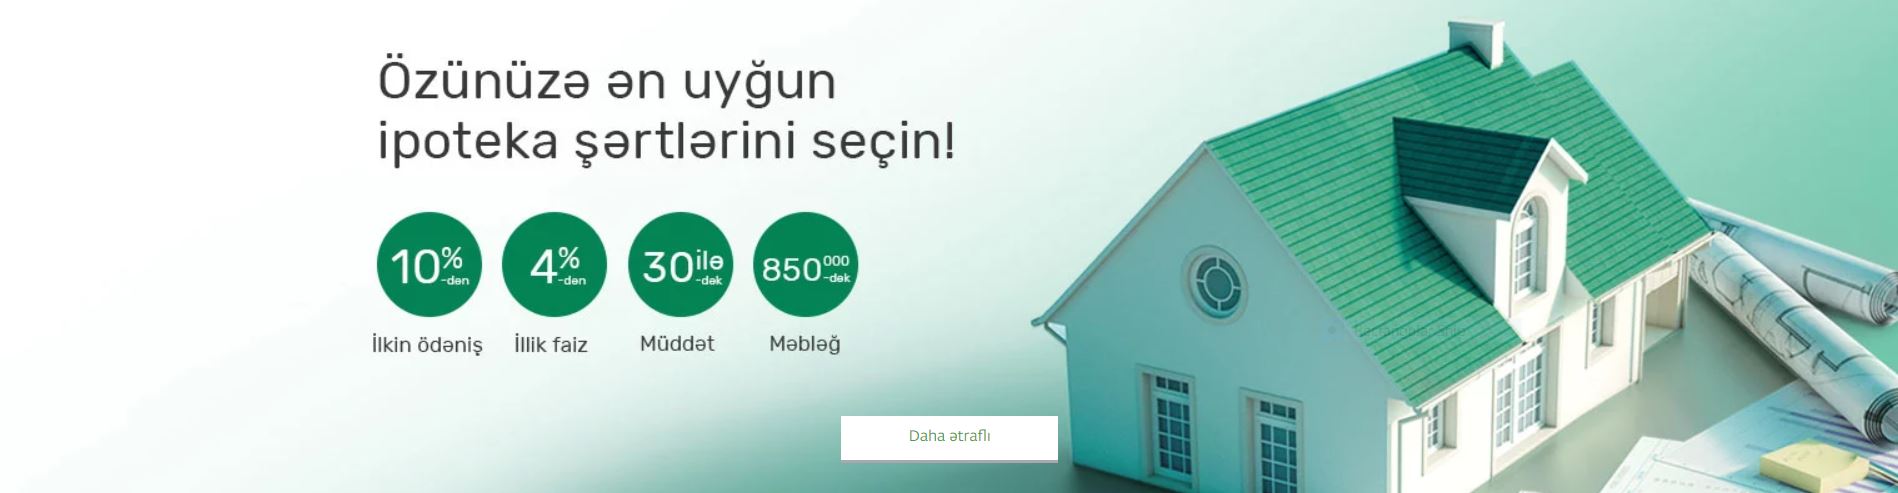 Özünüzə ən uyğun
ipoteka şərtlərini seçin!
10%-dən
4%-dən
30 ilə-dək
850 000-dək
İlkin ödəniş
İllik faiz
Müddət
Məbləğ
Daha ətraflı